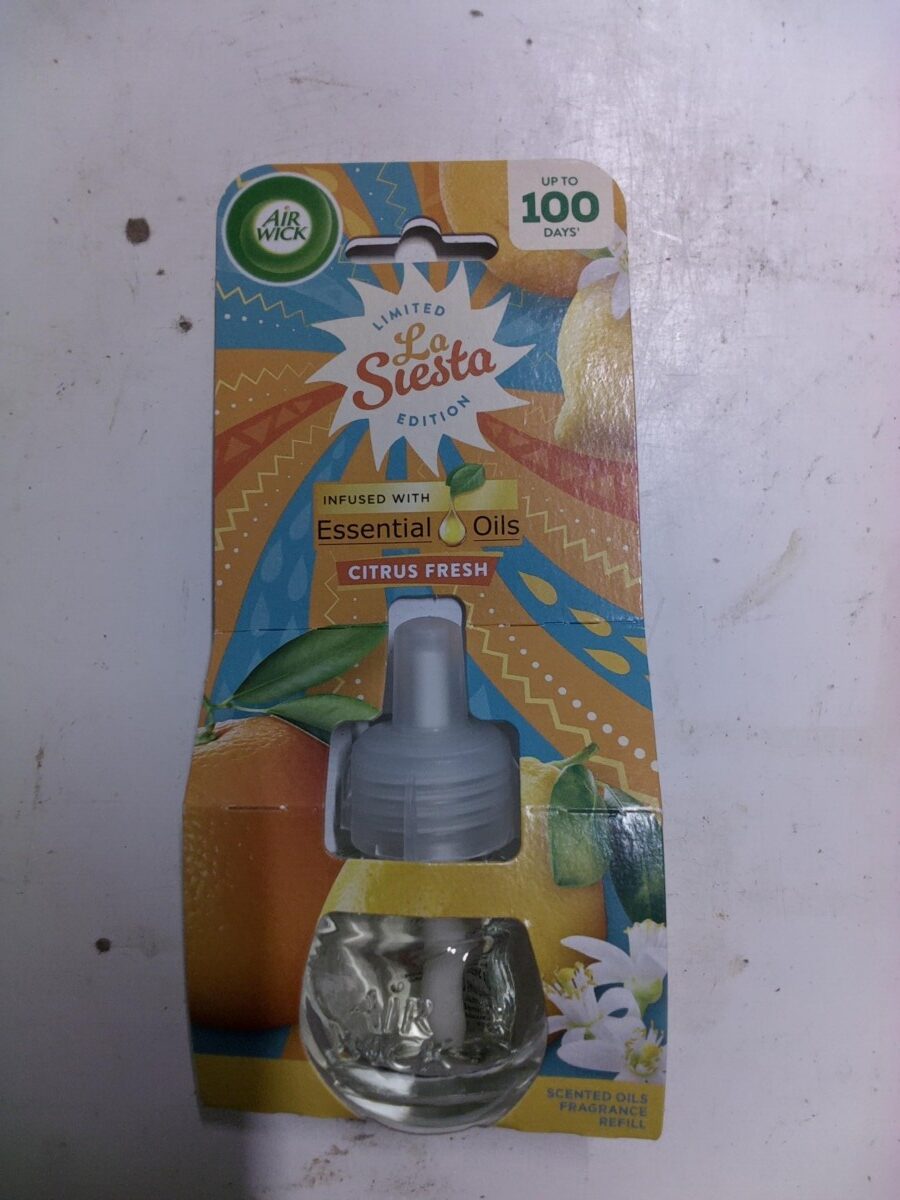 AIR
WICK
UP TO
100
DAYS'
LIMITED
La
Siesta
EDITION
INFUSED WITH
Essential Oils
CITRUS FRESH
Air
SCENTED OILS
FRAGRANCE
REFILL